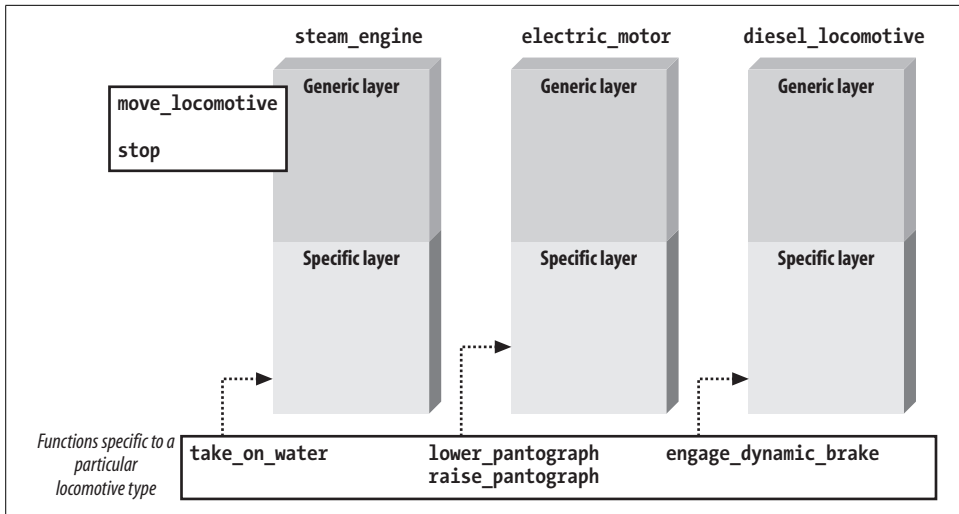 steam_engine electric_motor diesel_locomotive
Generic layer Generic layer Generic layer
move_locomotive
stop
Specific layer Specific layer Specific layer
Functions specific to a
particular
locomotive type
take_on_water lower_pantograph engage_dynamic_brake
raise_pantograph